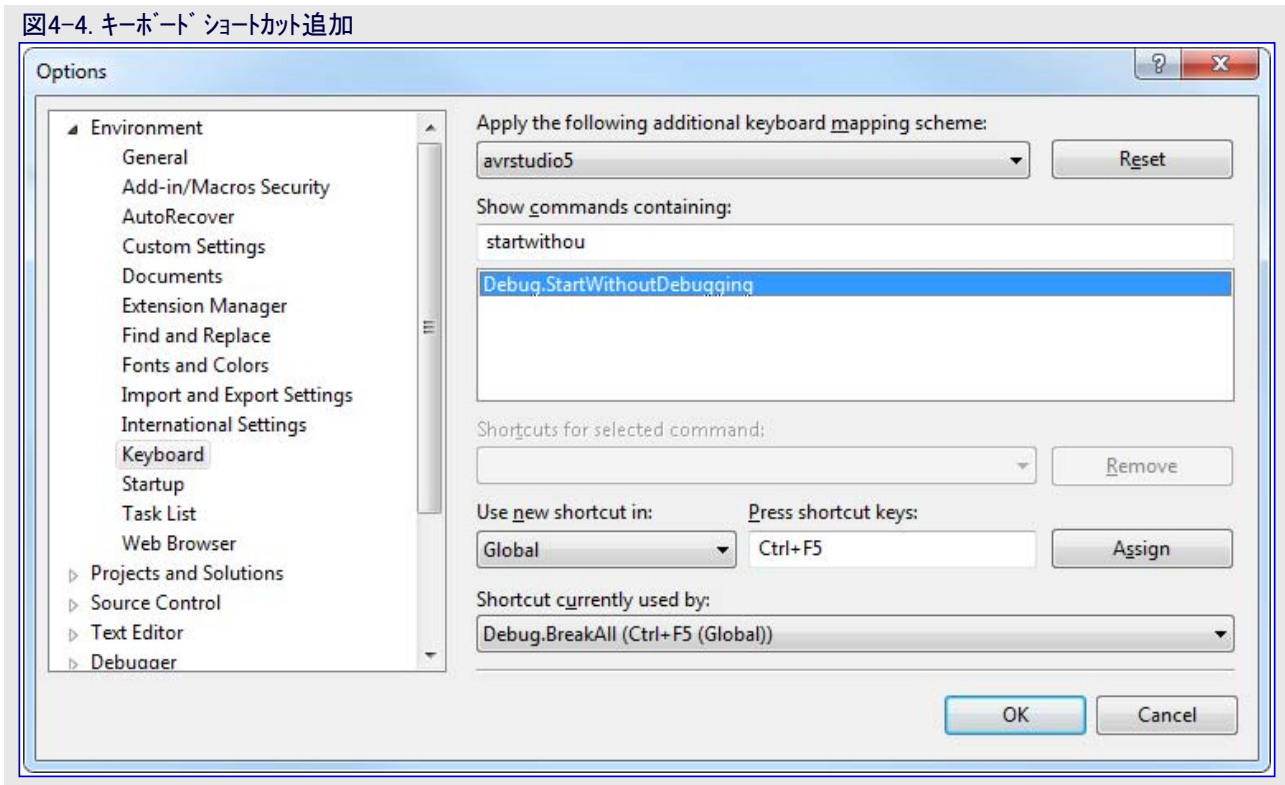 図4-4. キーボード ショートカット追加
Options
Environment
General
Add-in/Macros Security
AutoRecover
Custom Settings
Documents
Extension Manager
Find and Replace
Fonts and Colors
Import and Export Settings
International Settings
Keyboard
Startup
Task List
Web Browser
Projects and Solutions
Source Control
Text Editor
Debugger
Apply the following additional keyboard mapping scheme:
avrstudio5
Reset
Show commands containing:
startwithou
Debug.StartWithoutDebugging
Shortcuts for selected command:
Remove
Use new shortcut in:
Press shortcut keys:
Global
Ctrl+F5
Assign
Shortcut currently used by:
Debug.BreakAll (Ctrl+F5 (Global))
OK
Cancel